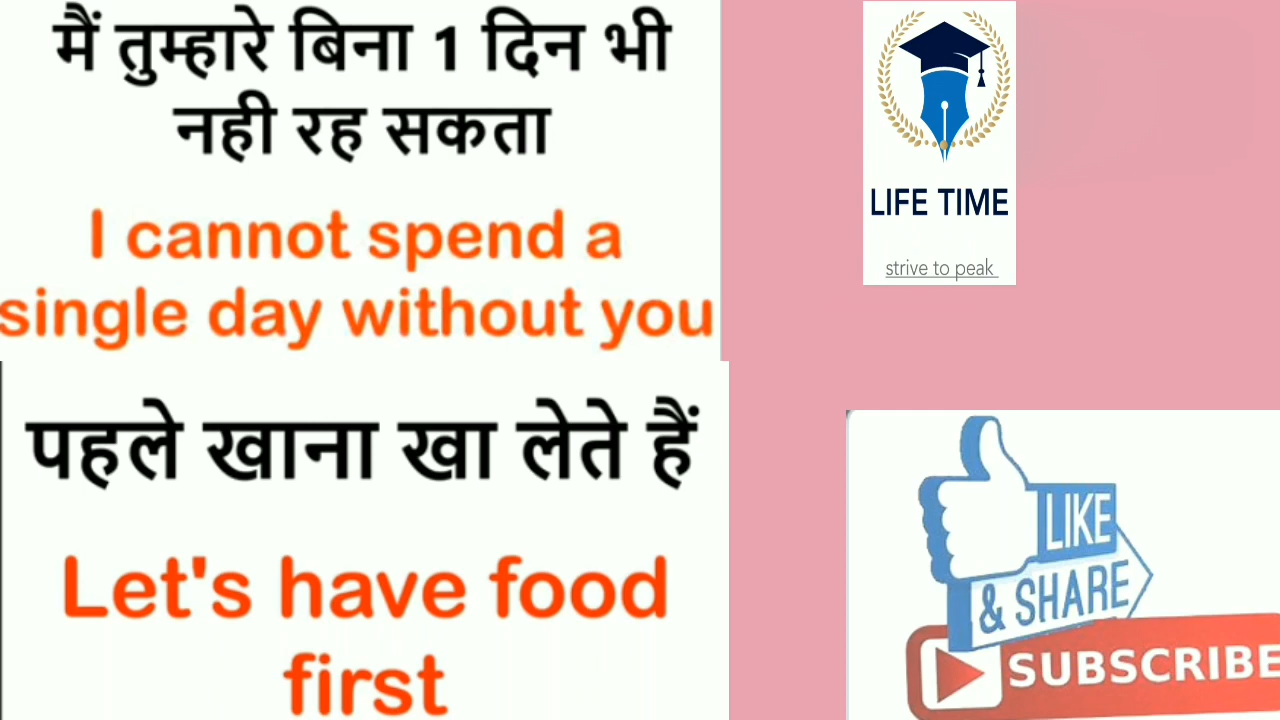 मैं तुम्हारे बिना 1 दिन भी
नही रह सकता
I cannot spend a
single day without you
पहले खाना खा लेते हैं
Let's have food
first
LIFE TIME
strive to peak
LIKE
& SHARE
SUBSCRIBE